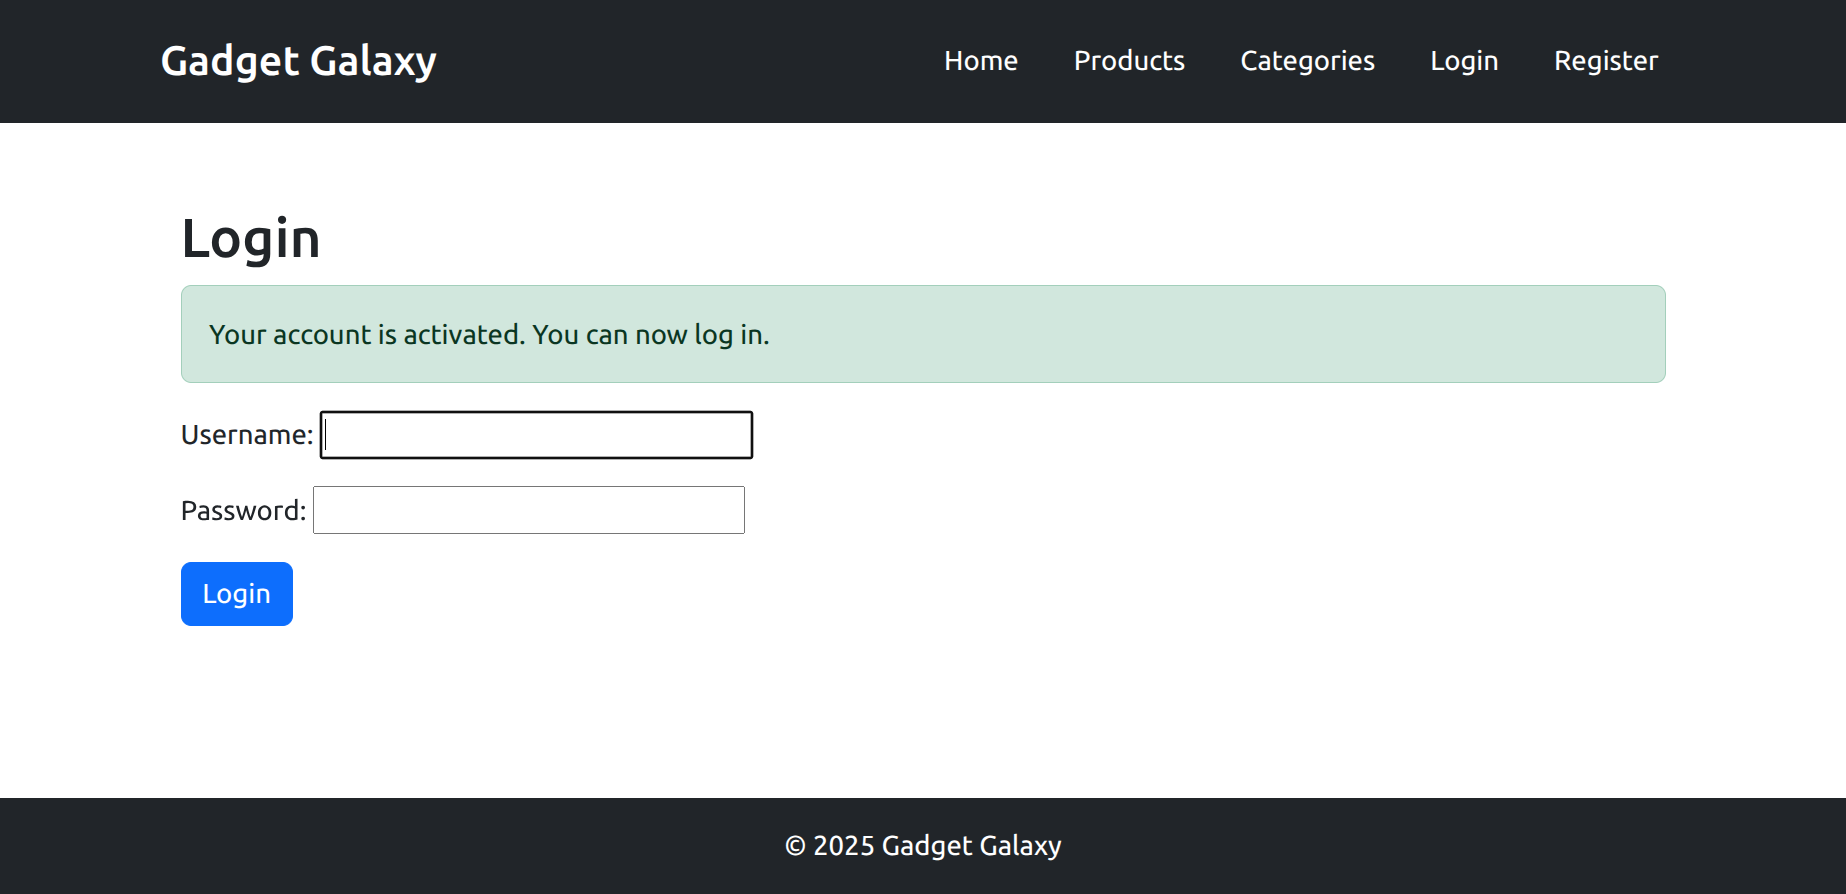 Gadget Galaxy
Home Products Categories Login Register
Login
Your account is activated. You can now log in.
Username:
Password:
Login
© 2025 Gadget Galaxy